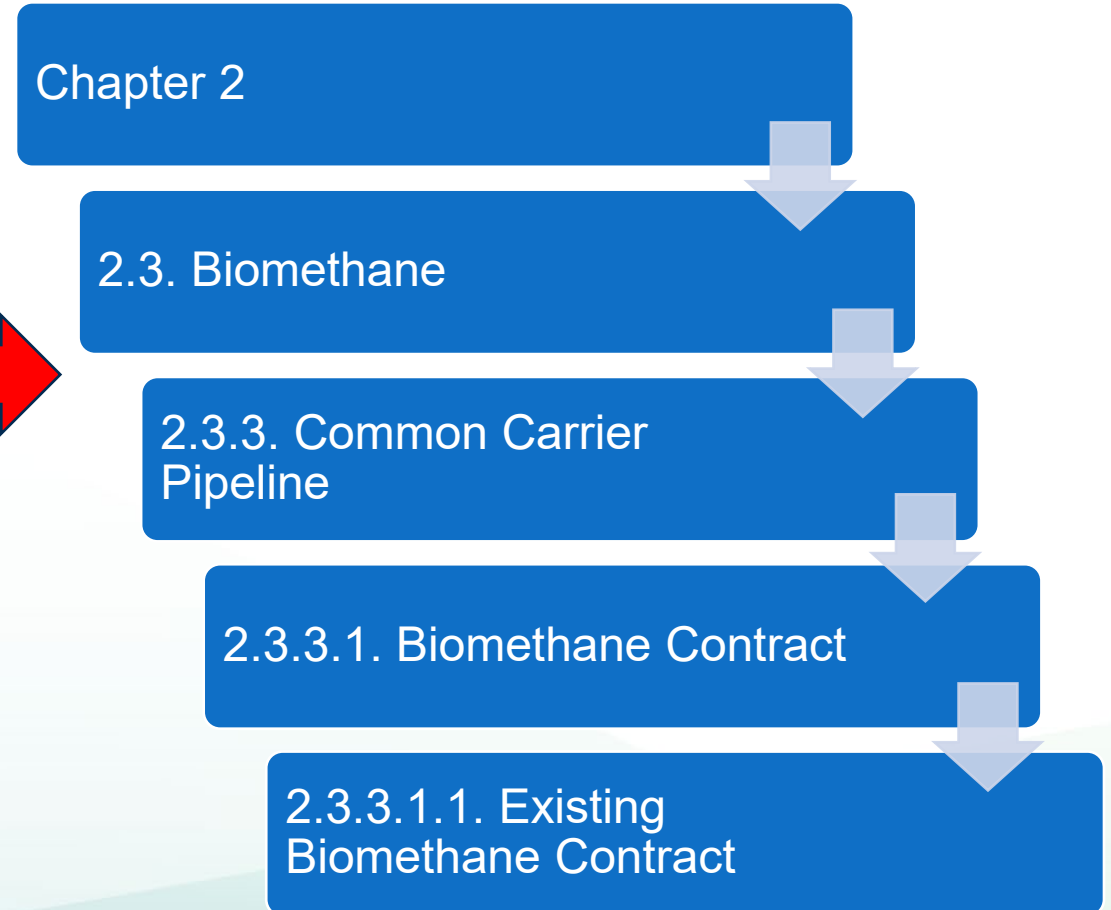 Chapter 2
2.3. Biomethane
2.3.3. Common Carrier
Pipeline
2.3.3.1. Biomethane Contract
2.3.3.1.1. Existing
Biomethane Contract